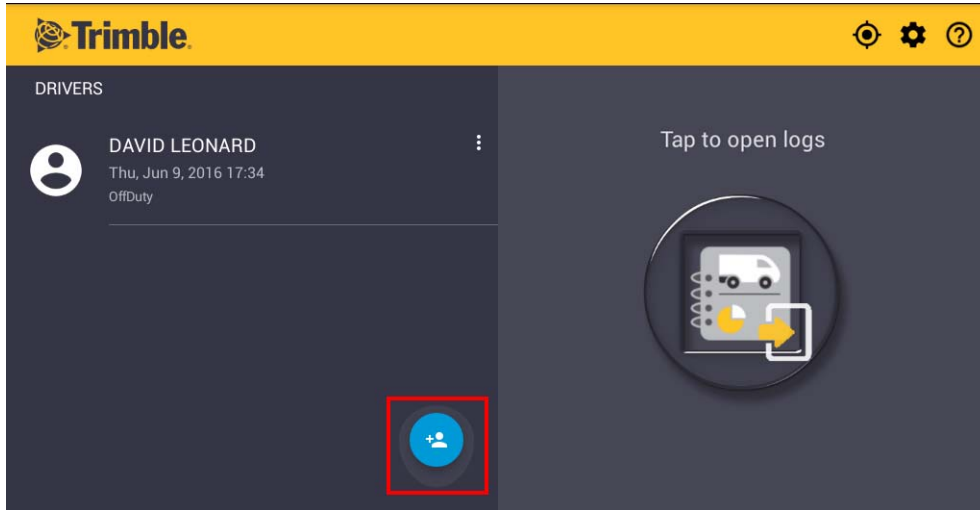 Trimble.
DRIVERS
DAVID LEONARD
Thu, Jun 9, 2016 17:34
OffDuty
Tap to open logs